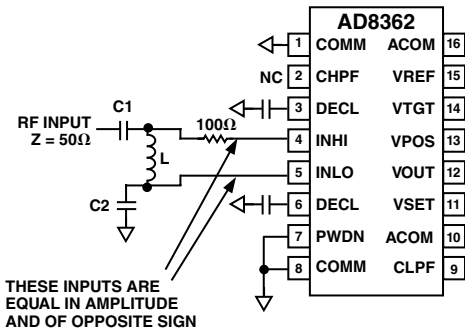 AD8362
1 COMM ACOM 16
NC 2 CHPF VREF 15
3 DECL VTGT 14
4 INHI VPOS 13
5 INLO VOUT 12
6 DECL VSET 11
7 PWDN ACOM 10
8 COMM CLPF 9
C1
RF INPUT
Z = 50Ω
100Ω
L
C2
THESE INPUTS ARE
EQUAL IN AMPLITUDE
AND OF OPPOSITE SIGN